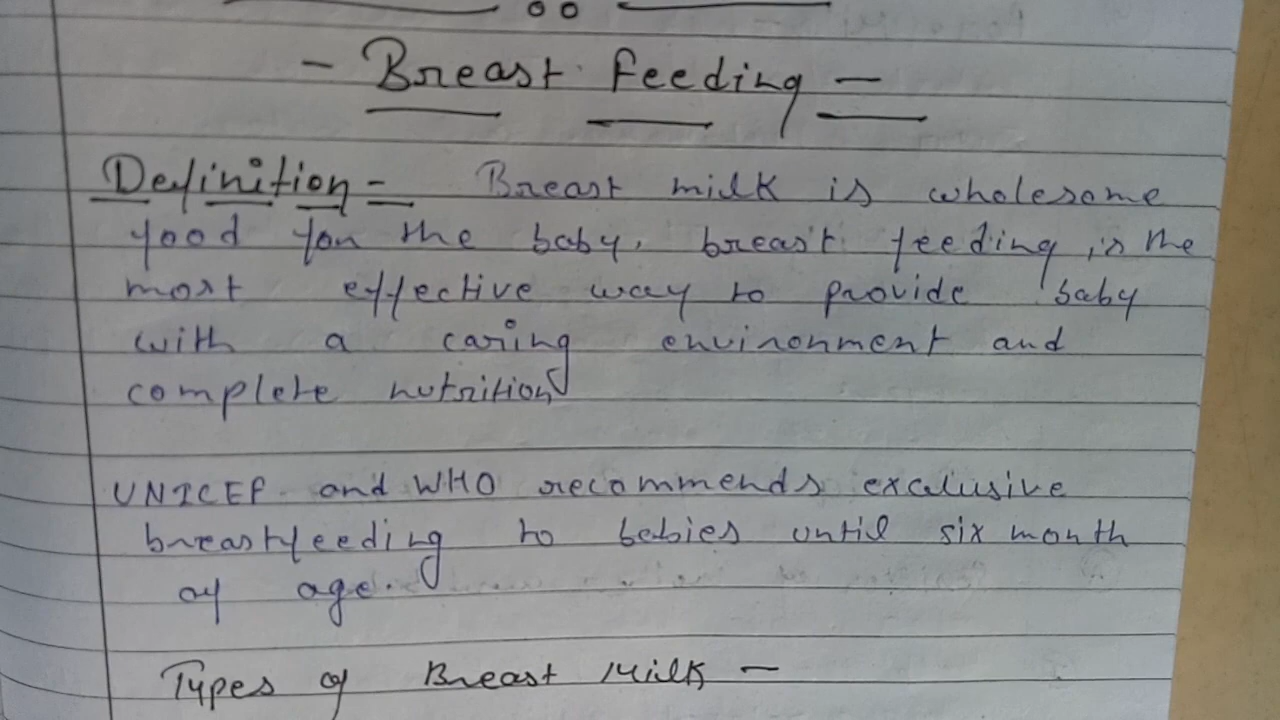 - Breast Feeding -
Definition - Breast milk is wholesome
food for the baby, breast feeding is the
most effective way to provide baby
with a caring environment and
complete nutrition
UNICEF and WHO recommends excalusive
breastfeeding to babies until six month
of age.
Types of Breast Milk -